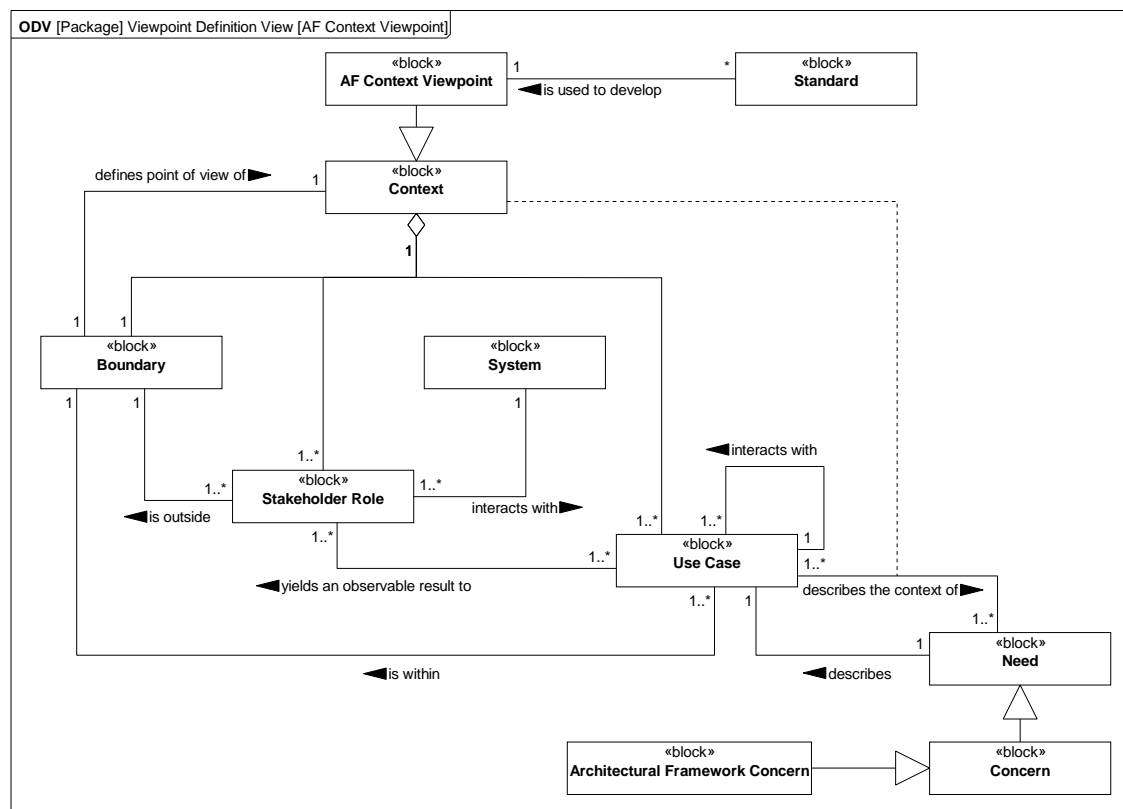 ODV [Package] Viewpoint Definition View [AF Context Viewpoint]
«block»
AF Context Viewpoint
1
*
is used to develop
«block»
Standard
«block»
Context
defines point of view of
1
1
1
1
«block»
Boundary
«block»
System
1
1
1
1..*
interacts with
1..*
«block»
Stakeholder Role
1..*
is outside
1..*
interacts with
1..*
1..*
1
«block»
Use Case
1..*
1..*
yields an observable result to
1..*
1..*
1
describes the context of
1..*
is within
1
describes
«block»
Need
«block»
Architectural Framework Concern
«block»
Concern